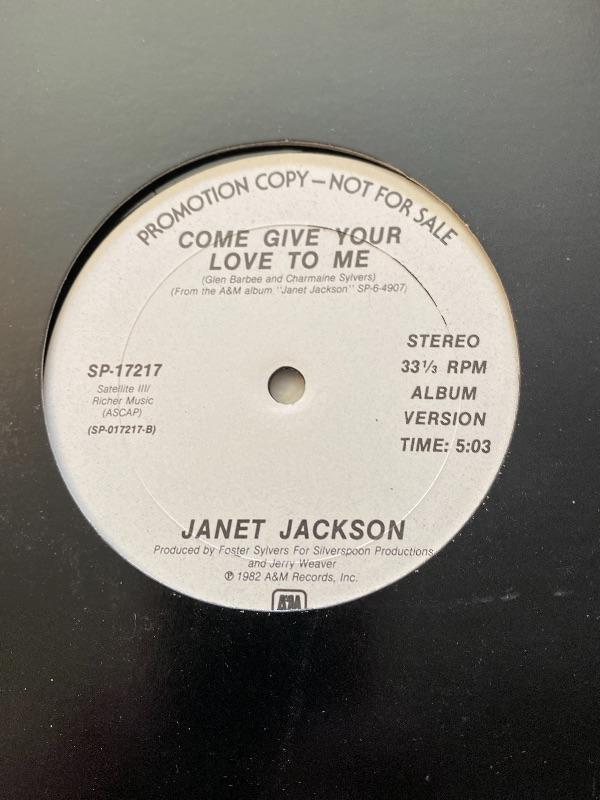 PROMOTION COPY—NOT FOR SALE
COME GIVE YOUR
LOVE TO ME
(Glen Barbee and Charmaine Sylvers)
(From the A&M album "Janet Jackson" SP-6-4907)
SP-17217
Satellite III/
Richer Music
(ASCAP)
(SP-017217-B)
STEREO
33⅓ RPM
ALBUM
VERSION
TIME: 5:03
JANET JACKSON
Produced by Foster Sylvers For Silverspoon Productions
and Jerry Weaver
℗ 1982 A&M Records, Inc.
A&M